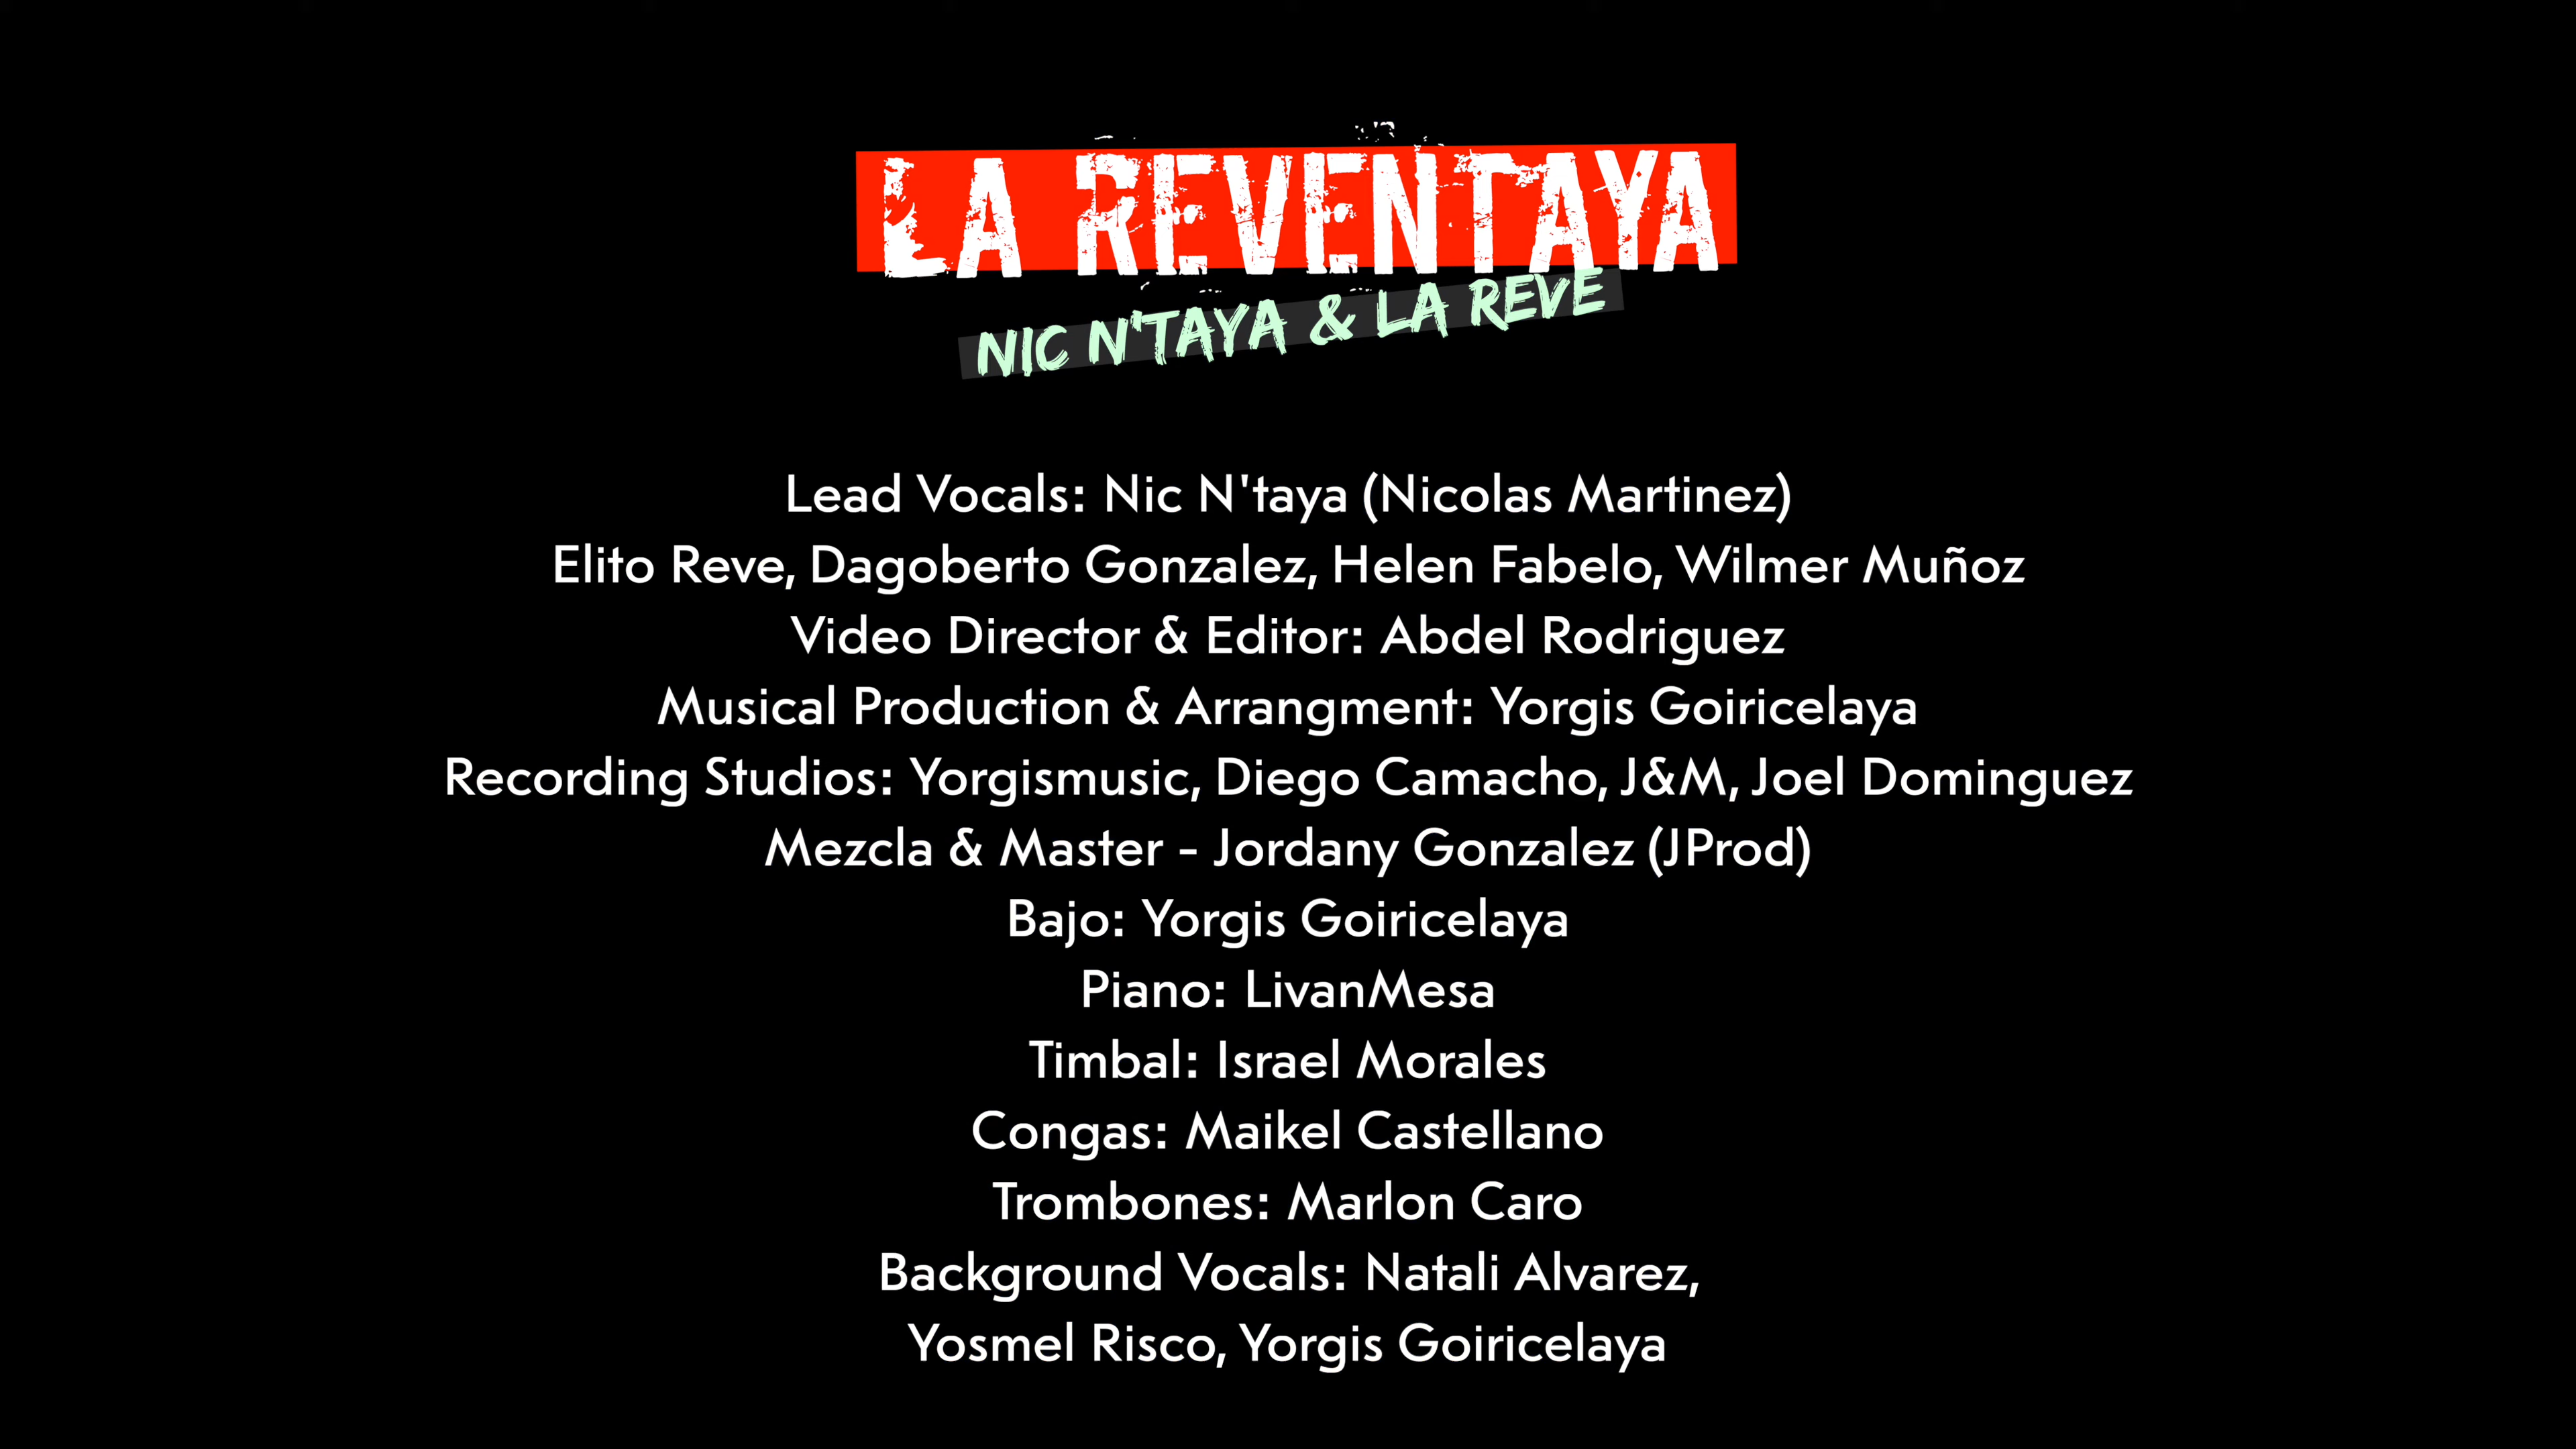 LA REVENTAYA
NIC N'TAYA & LA REVE
Lead Vocals: Nic N'taya (Nicolas Martinez)
Elito Reve, Dagoberto Gonzalez, Helen Fabelo, Wilmer Muñoz
Video Director & Editor: Abdel Rodriguez
Musical Production & Arrangment: Yorgis Goiricelaya
Recording Studios: Yorgismusic, Diego Camacho, J&M, Joel Dominguez
Mezcla & Master - Jordany Gonzalez (JProd)
Bajo: Yorgis Goiricelaya
Piano: LivanMesa
Timbal: Israel Morales
Congas: Maikel Castellano
Trombones: Marlon Caro
Background Vocals: Natali Alvarez,
Yosmel Risco, Yorgis Goiricelaya